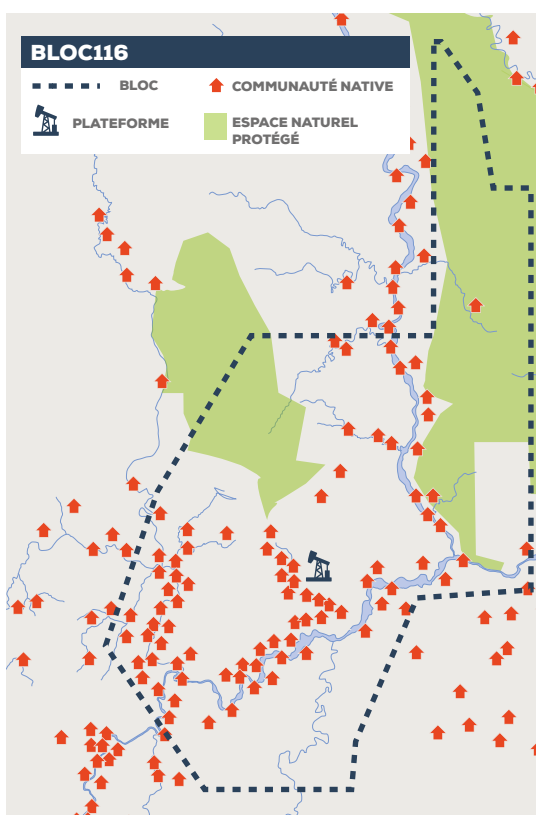 BLOC116
BLOC
COMMUNAUTÉ NATIVE
PLATEFORME
ESPACE NATUREL
PROTÉGÉ